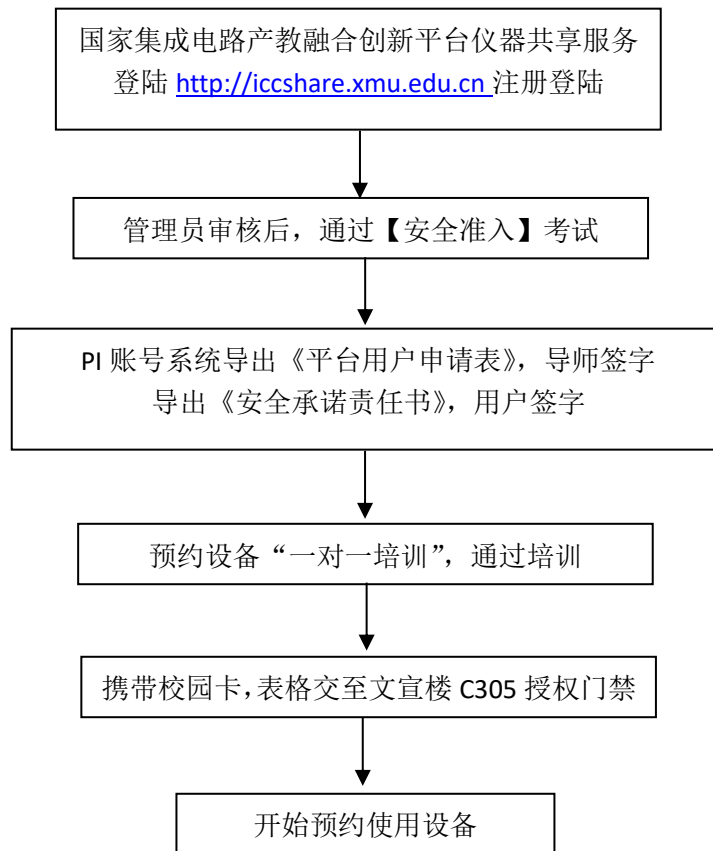 国家集成电路产教融合创新平台仪器共享服务
登陆 http://iccshare.xmu.edu.cn 注册登陆
管理员审核后，通过【安全准入】考试
PI 账号系统导出《平台用户申请表》，导师签字
导出《安全承诺责任书》，用户签字
预约设备“一对一培训”，通过培训
携带校园卡，表格交至文宣楼 C305 授权门禁
开始预约使用设备